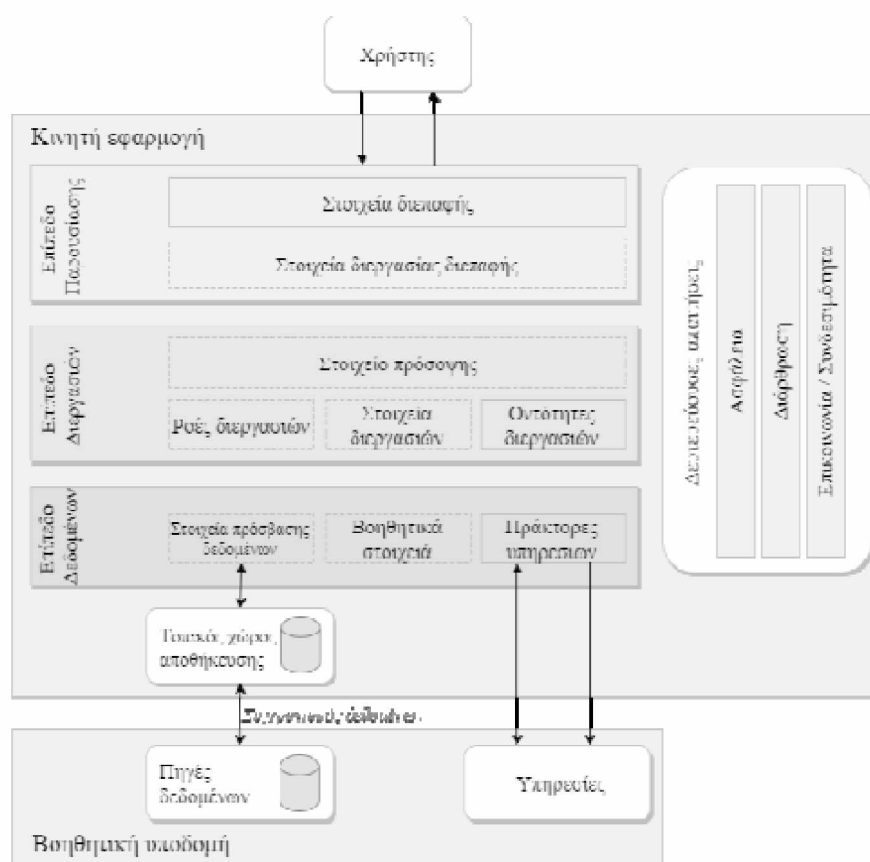 Χρήστης
Κινητή εφαρμογή
Επίπεδο
Παρουσίασης
Στοιχεία διεπαφής
Στοιχεία διεργασίας διεπαφής
Επίπεδο
Διεργασιών
Στοιχείο πρόσοψης
Ροές διεργασιών
Στοιχεία
διεργασιών
Οντότητες
διεργασιών
Επίπεδο
Δεδομένων
Στοιχεία πρόσβασης
δεδομένων
Βοηθητικά
στοιχειά
Πράκτορες
υπηρεσιών
Ασφάλεια
Διάρθρωση
Επικοινωνία / Συνδεσιμότητα
Τοπικός χώρος
αποθήκευσης
Πηγές
δεδομένων
Υπηρεσίες
Βοηθητική υποδομή